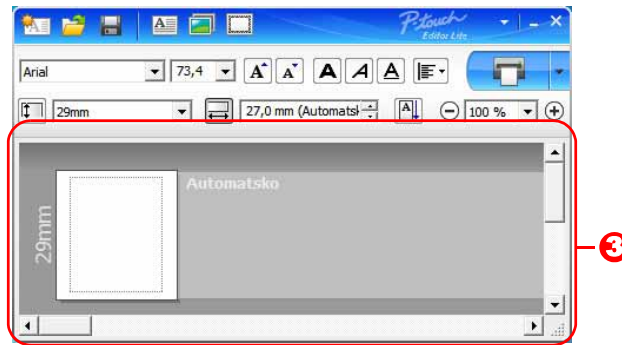 P-touch
Editor Lite
Arial 73,4 A A A A A
29mm 27,0 mm (Automatsk A 100 %
Automatsko
29mm
3